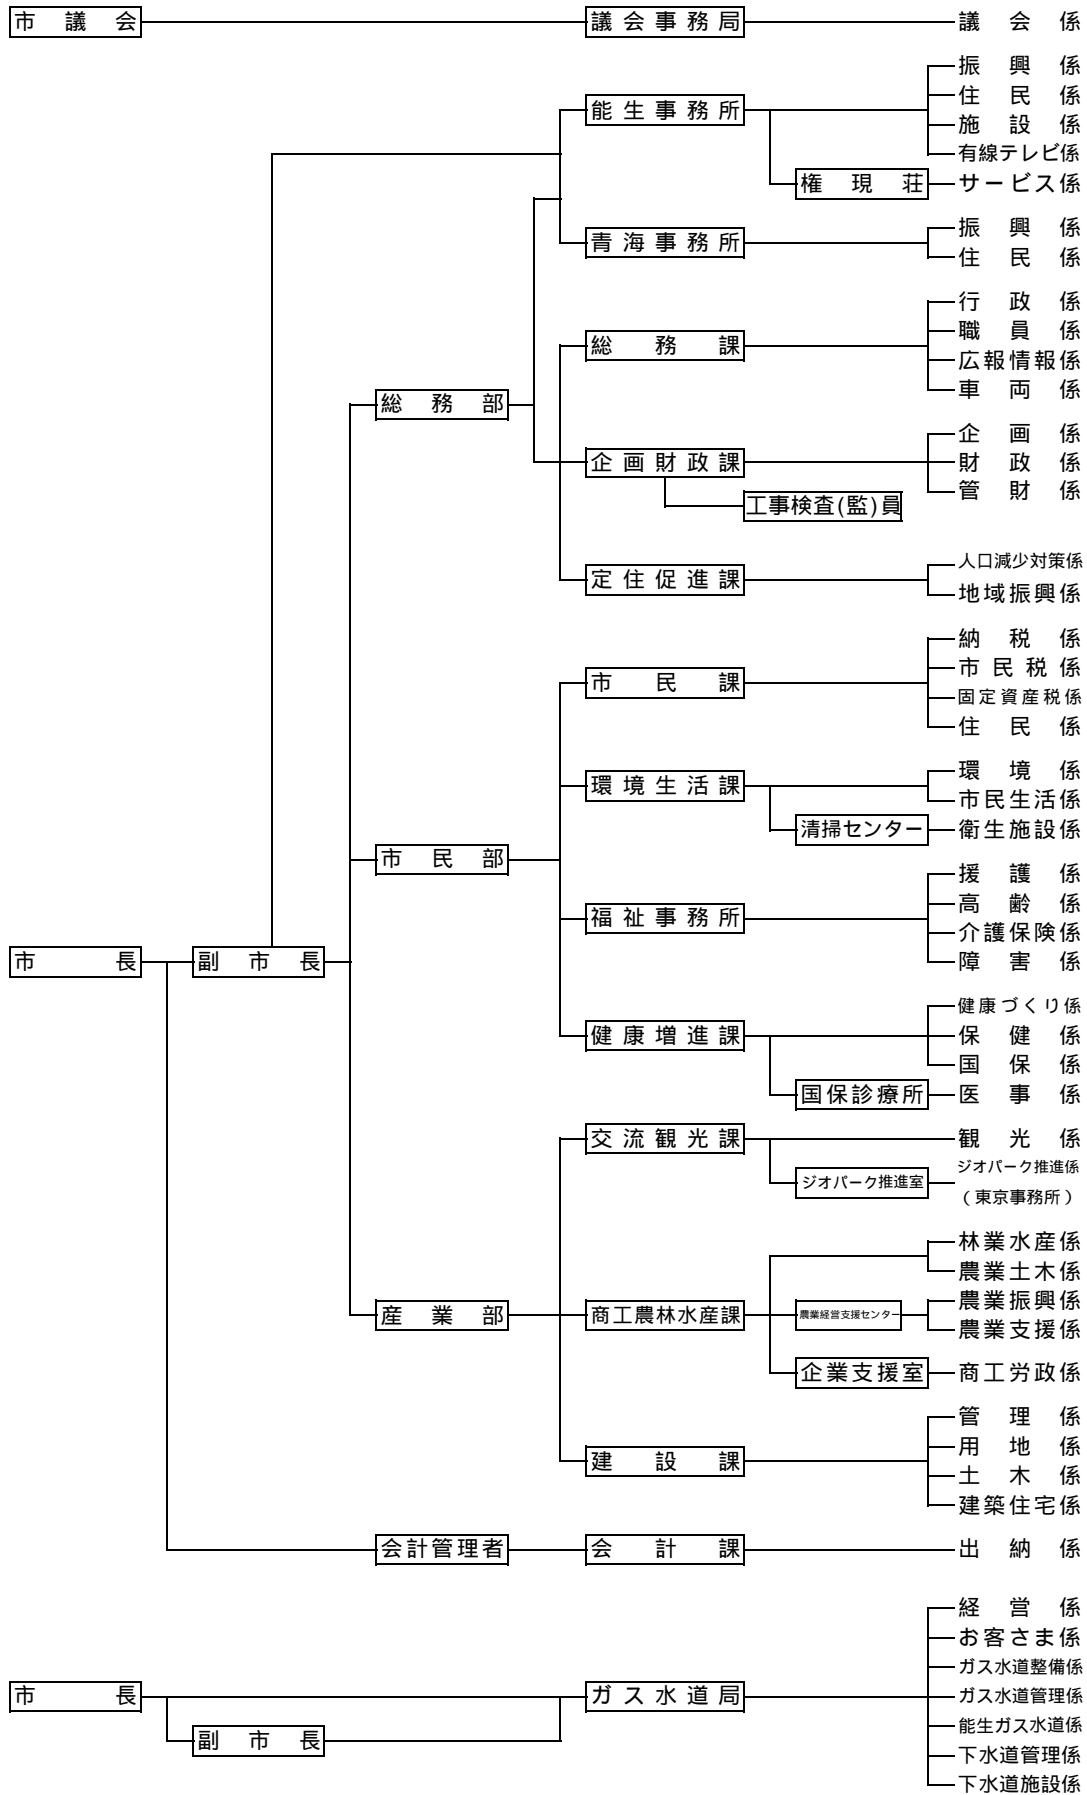 市議会 議会事務局 議会係
振興係
住民係
能生事務所
施設係
有線テレビ係
権現荘 サービス係
振興係
青海事務所
住民係
行政係
職員係
総務課
広報情報係
車両係
総務部
企画係
企画財政課 財政係
管財係
工事検査(監)員
人口減少対策係
定住促進課
地域振興係
納税係
市民税係
市民課
固定資産税係
住民係
環境係
環境生活課
市民生活係
清掃センター 衛生施設係
市民部
援護係
高齢係
福祉事務所
介護保険係
障害係
市長 副市長
健康づくり係
健康増進課 保健係
国保係
国保診療所 医事係
交流観光課 観光係
ジオパーク推進係
ジオパーク推進室
(東京事務所)
林業水産係
農業土木係
農業振興係
産業部 商工農林水産課 農業経営支援センター
農業支援係
企業支援室 商工労政係
管理係
用地係
建設課
土木係
建築住宅係
会計管理者 会計課 出納係
経営係
お客さま係
ガス水道整備係
市長 ガス水道局 ガス水道管理係
能生ガス水道係
副市長
下水道管理係
下水道施設係